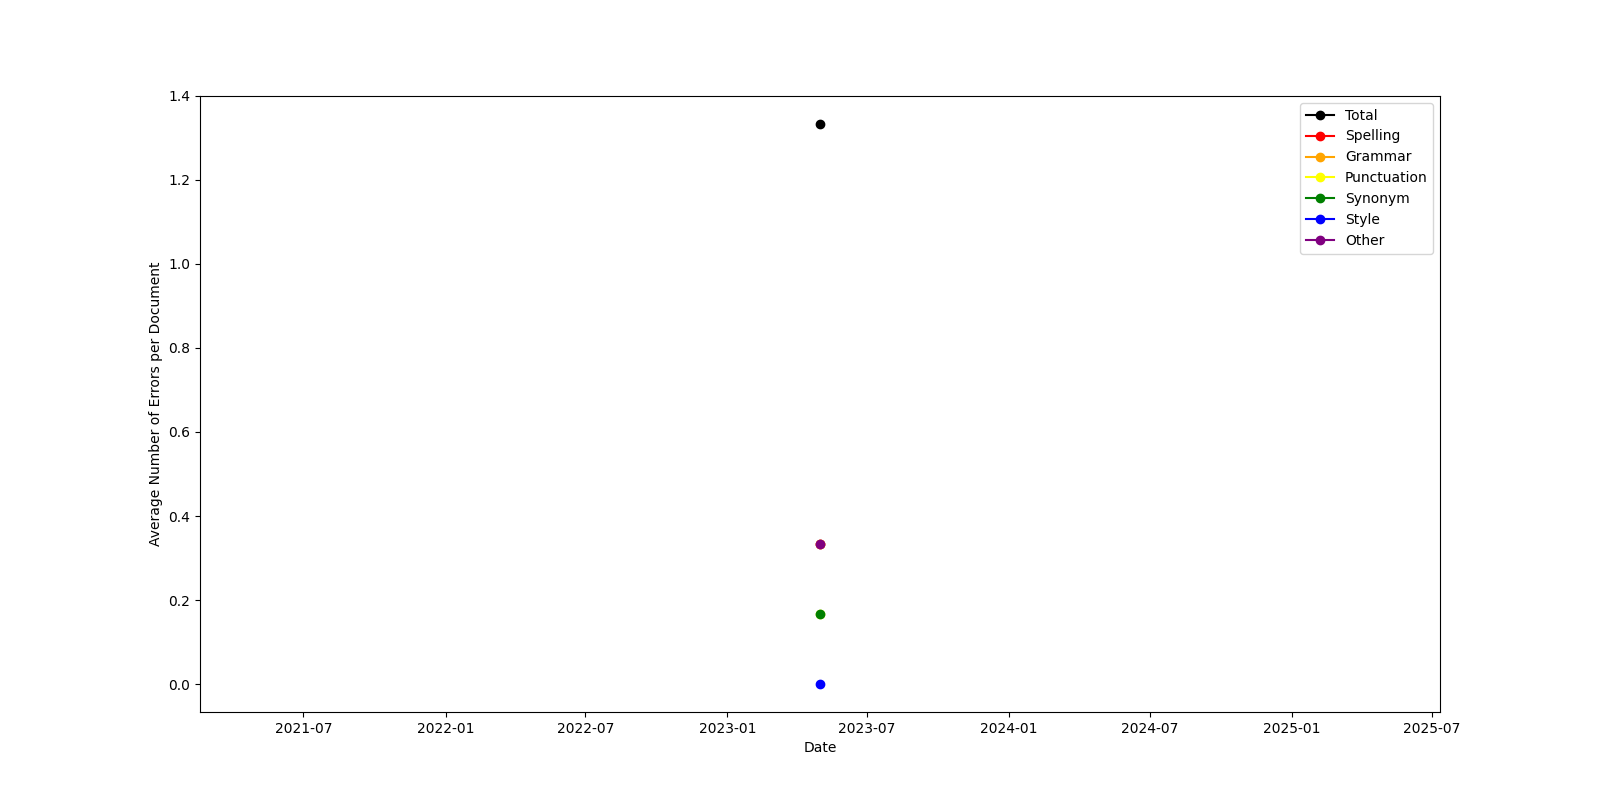 1.4
1.2
1.0
0.8
0.6
0.4
0.2
0.0
Average Number of Errors per Document
2021-07 2022-01 2022-07 2023-01 2023-07 2024-01 2024-07 2025-01 2025-07
Date
Total
Spelling
Grammar
Punctuation
Synonym
Style
Other